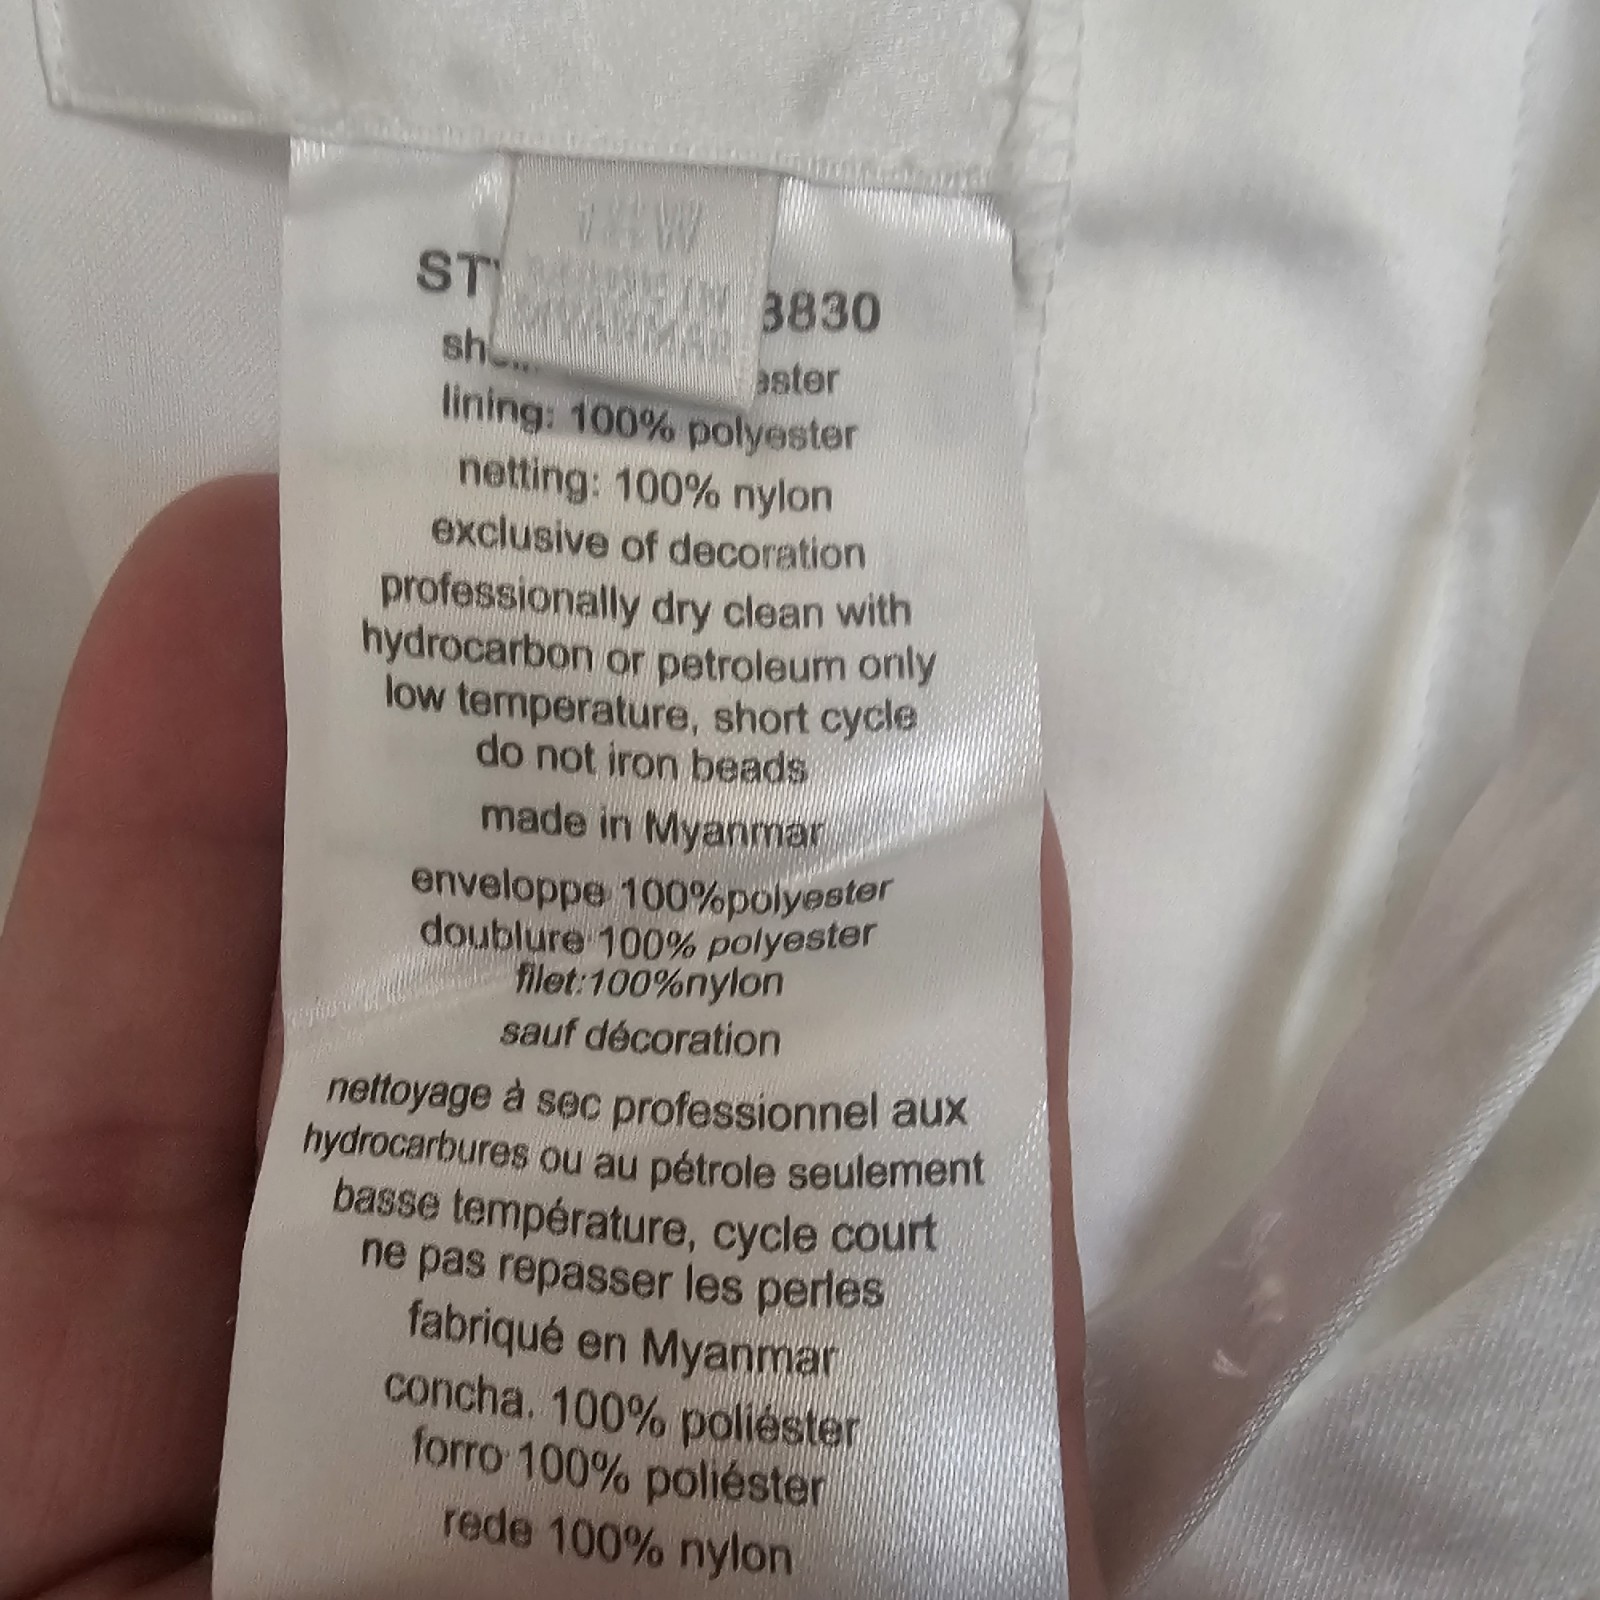 3830
lining: 100% polyester
netting: 100% nylon
exclusive of decoration
professionally dry clean with
hydrocarbon or petroleum only
low temperature, short cycle
do not iron beads
made in Myanmar
enveloppe 100%polyester
doublure 100% polyester
filet:100%nylon
sauf décoration
nettoyage à sec professionnel aux
hydrocarbures ou au pétrole seulement
basse température, cycle court
ne pas repasser les perles
fabriqué en Myanmar
concha. 100% poliéster
forro 100% poliéster
rede 100% nylon